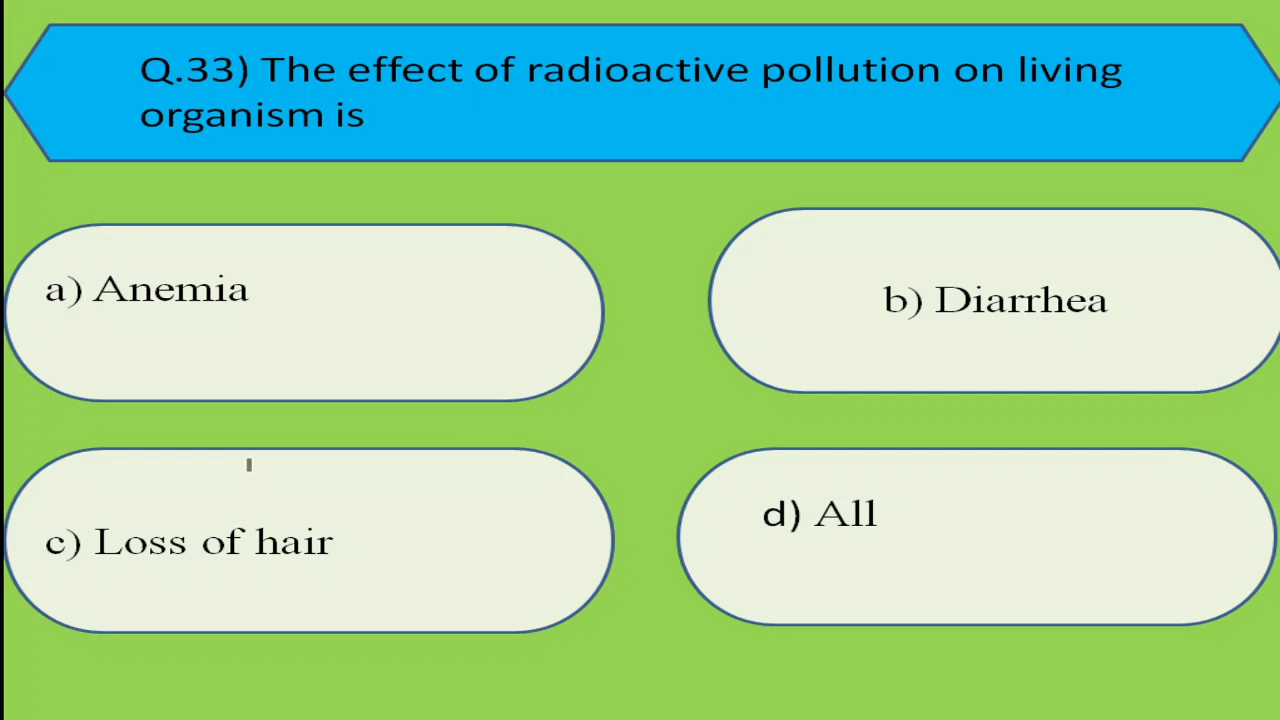 Q.33) The effect of radioactive pollution on living
organism is
a) Anemia
b) Diarrhea
c) Loss of hair
d) All